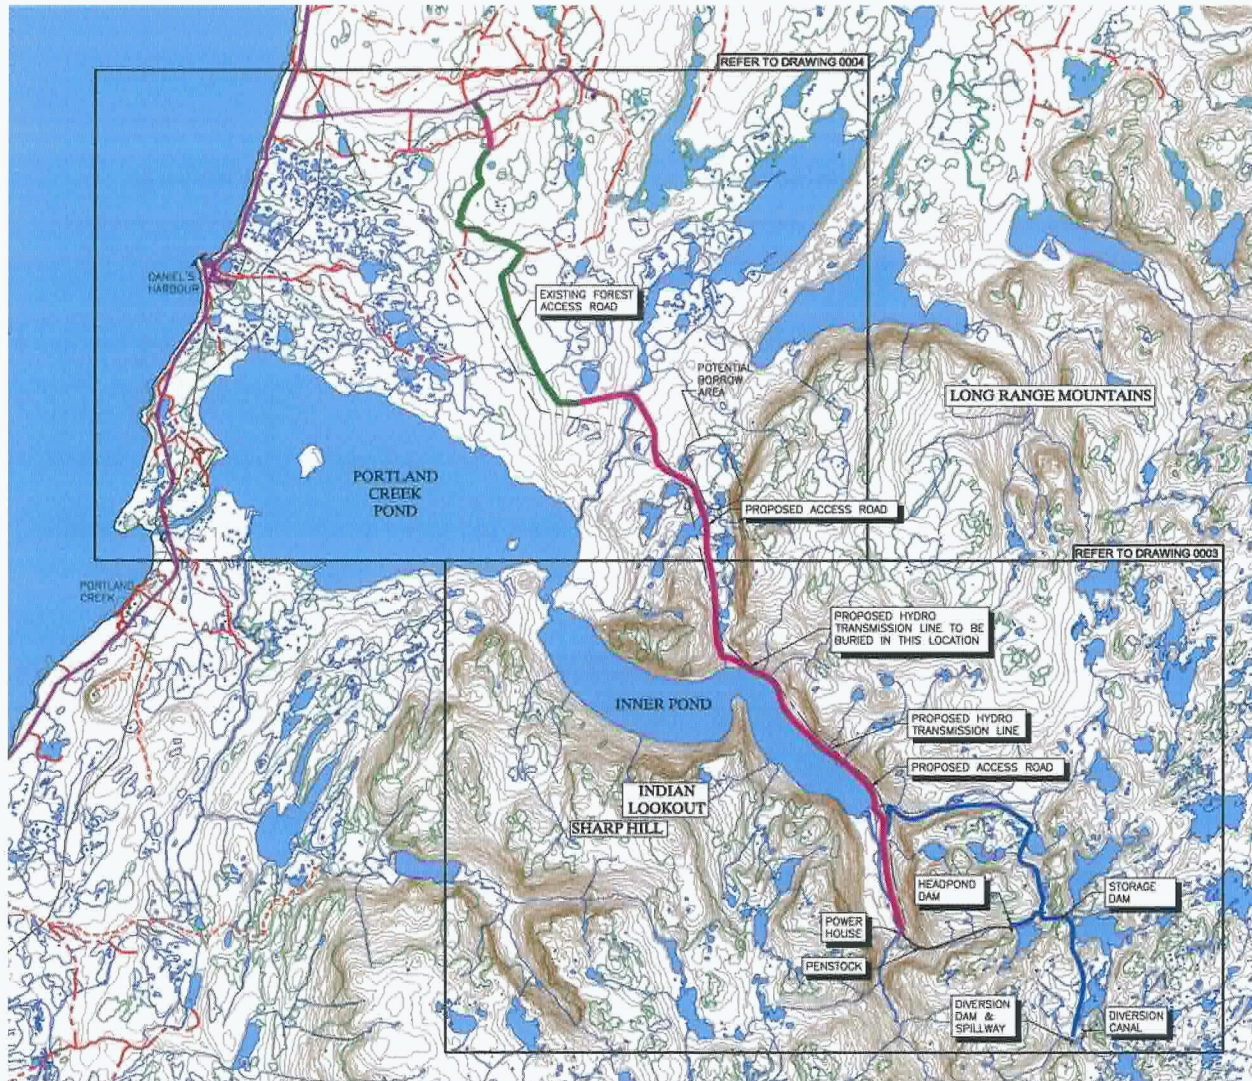 REFER TO DRAWING 0004
DANIEL'S
HARBOUR
EXISTING FOREST
ACCESS ROAD
POTENTIAL
BORROW
AREA
LONG RANGE MOUNTAINS
PORTLAND
CREEK
POND
PROPOSED ACCESS ROAD
REFER TO DRAWING 0003
PORTLAND
CREEK
PROPOSED HYDRO
TRANSMISSION LINE TO BE
BURIED IN THIS LOCATION
INNER POND
PROPOSED HYDRO
TRANSMISSION LINE
PROPOSED ACCESS ROAD
INDIAN
LOOKOUT
SHARP HILL
HEADPOND
DAM
STORAGE
DAM
POWER
HOUSE
PENSTOCK
DIVERSION
DAM &
SPILLWAY
DIVERSION
CANAL